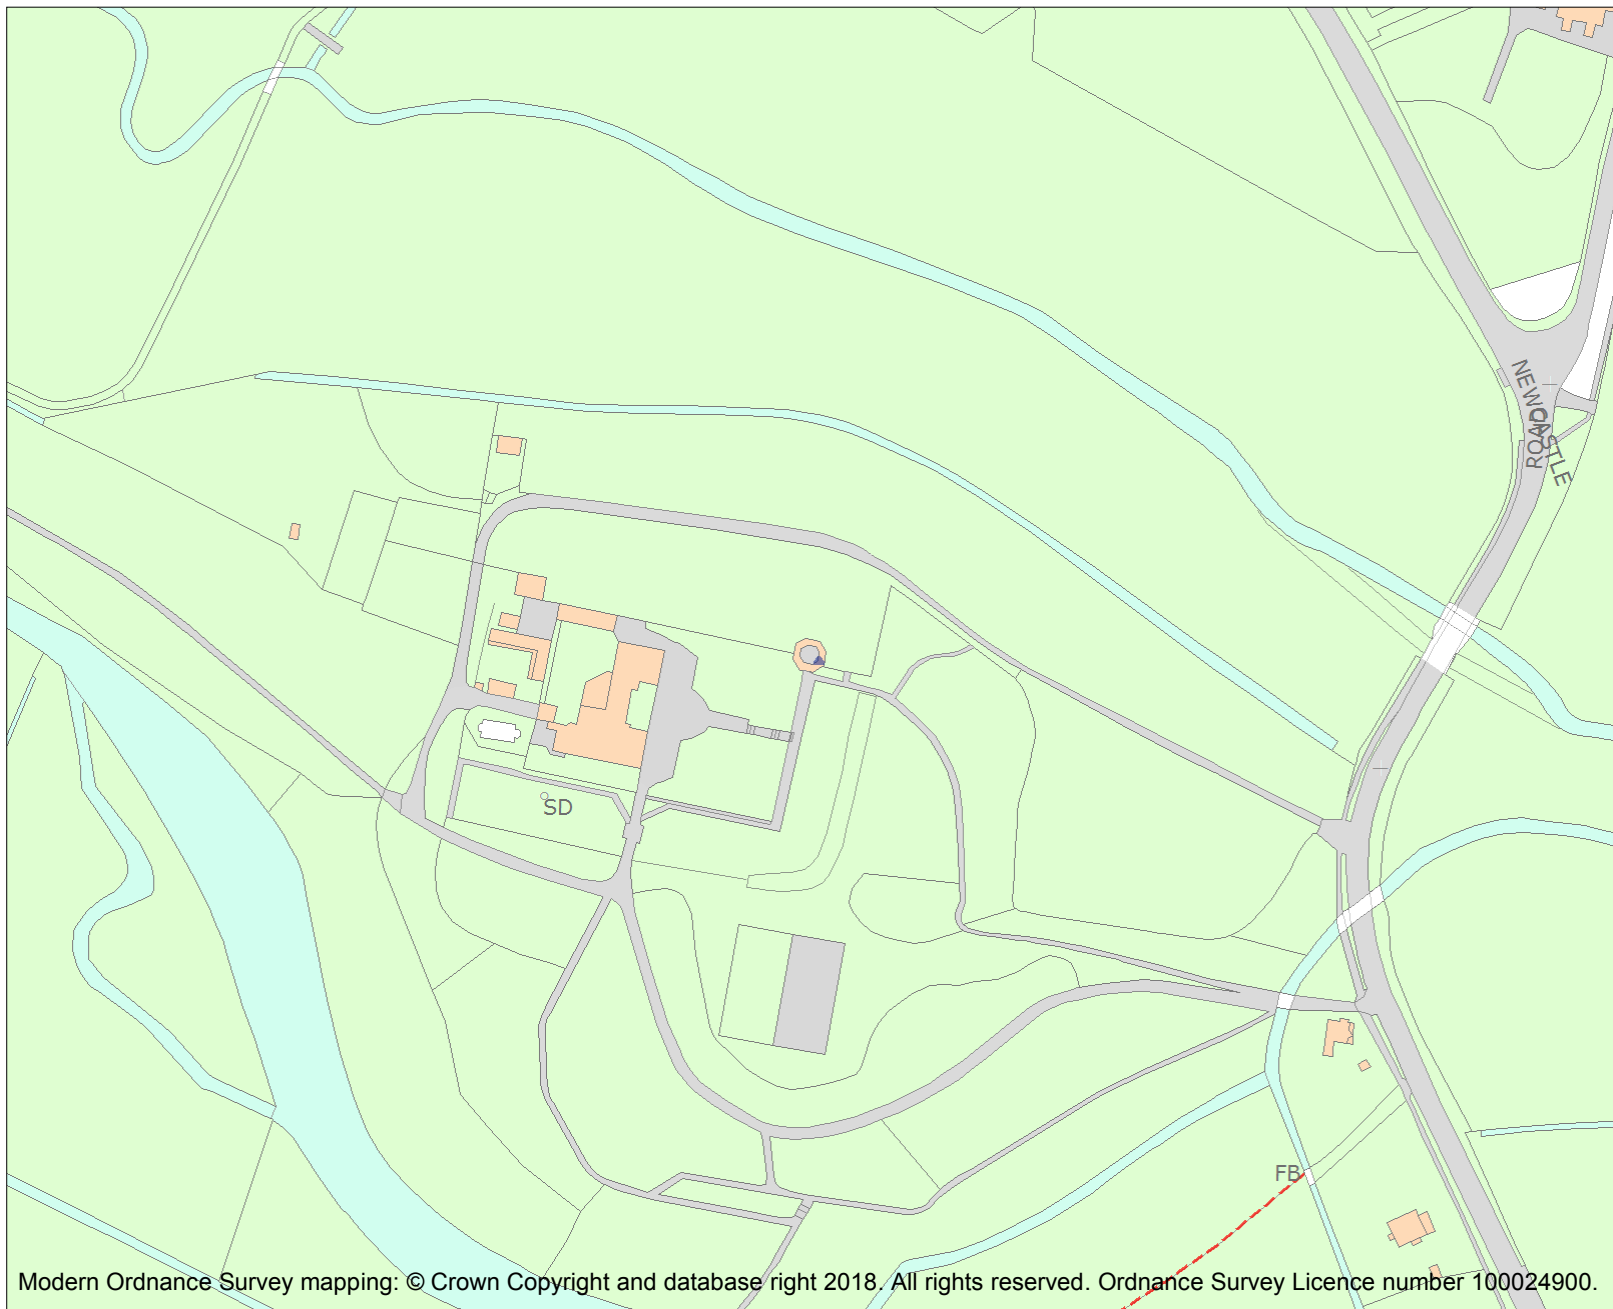 NEWCASTLE
ROAD
SD
FB
Modern Ordnance Survey mapping: © Crown Copyright and database right 2018. All rights reserved. Ordnance Survey Licence number 100024900.